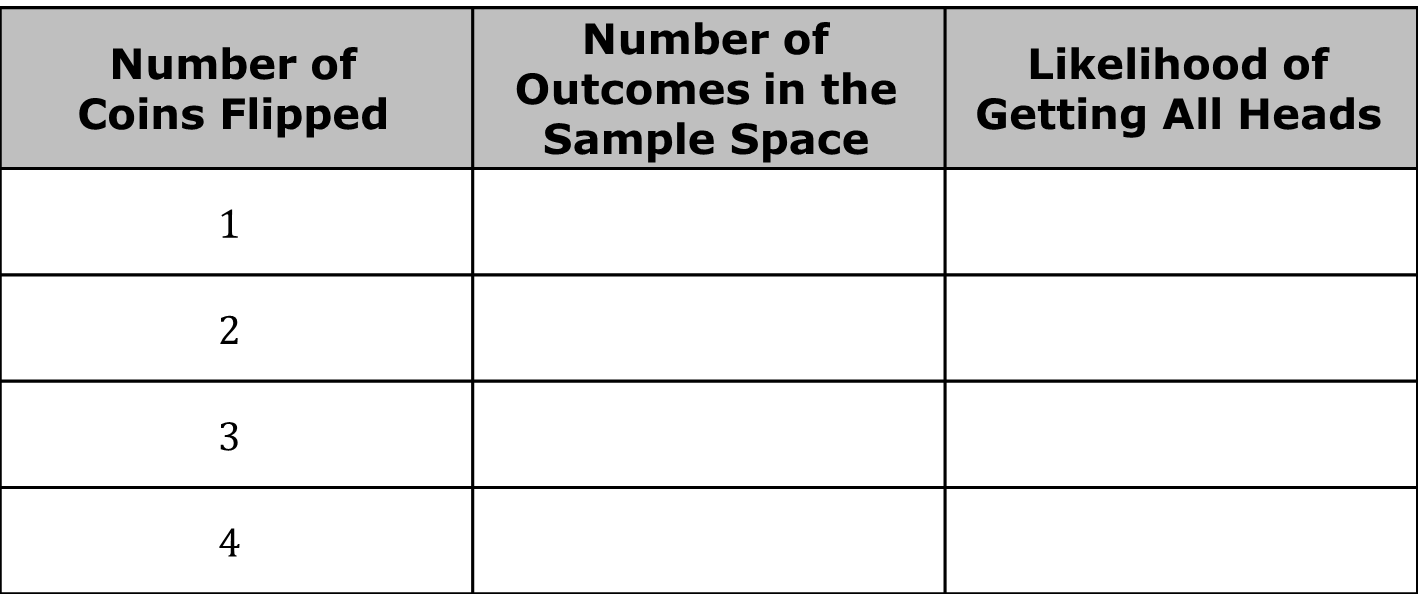 Number of
Coins Flipped
Number of
Outcomes in the
Sample Space
Likelihood of
Getting All Heads
1
2
3
4